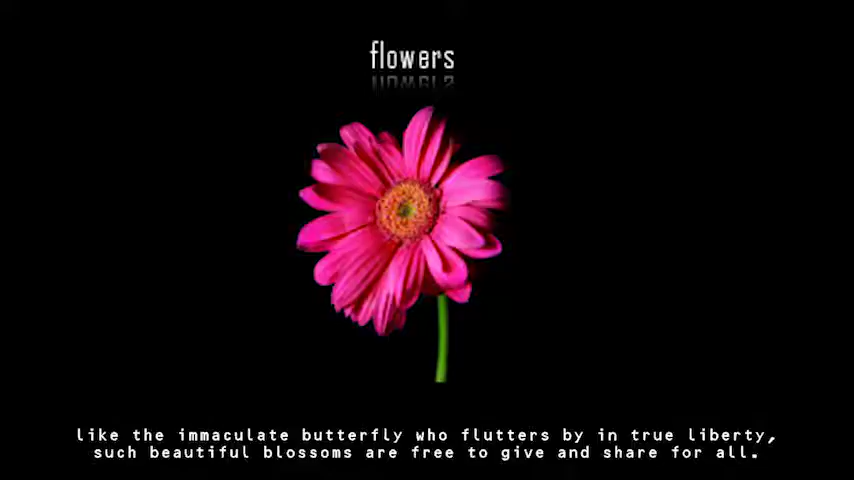 flowers
like the immaculate butterfly who flutters by in true liberty,
such beautiful blossoms are free to give and share for all.